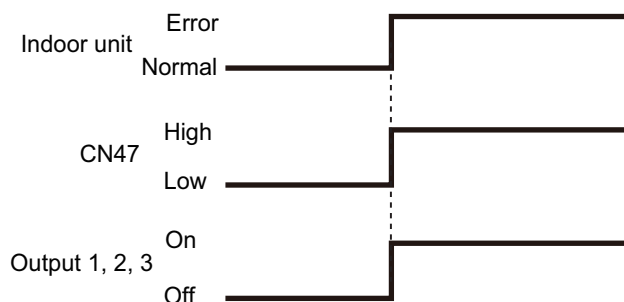 Error
Indoor unit
Normal
High
CN47
Low
On
Output 1, 2, 3
Off